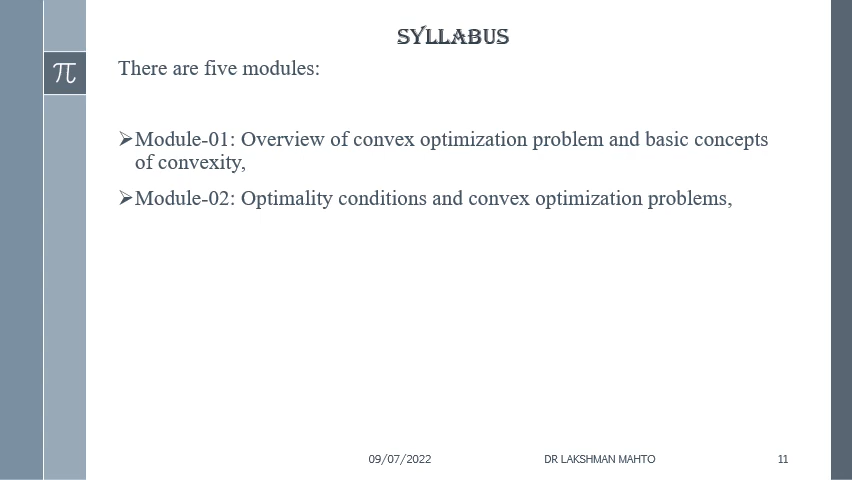 SYLLABUS
π
There are five modules:
➢Module-01: Overview of convex optimization problem and basic concepts
of convexity,
➢Module-02: Optimality conditions and convex optimization problems,
09/07/2022 DR LAKSHMAN MAHTO 11